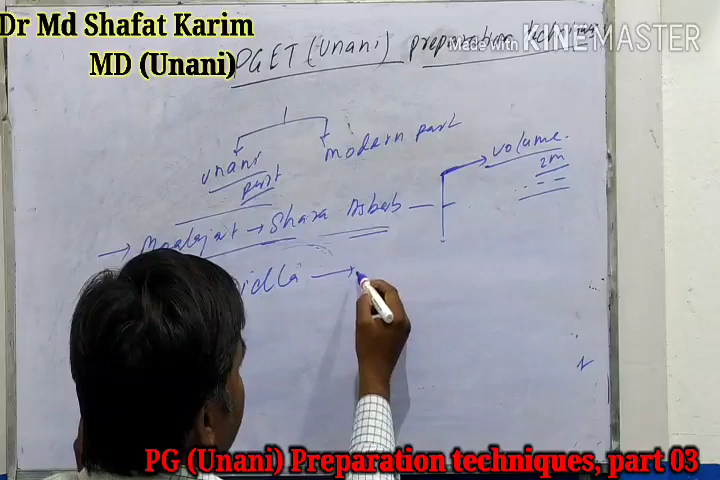 Dr Md Shafat Karim
MD (Unani)
Made with KINEMASTER
PGET (Unani) preparation
unani part
modern part
→ Moalajat → Shara Asbab
volume.
2m
PG (Unani) Preparation techniques, part 03